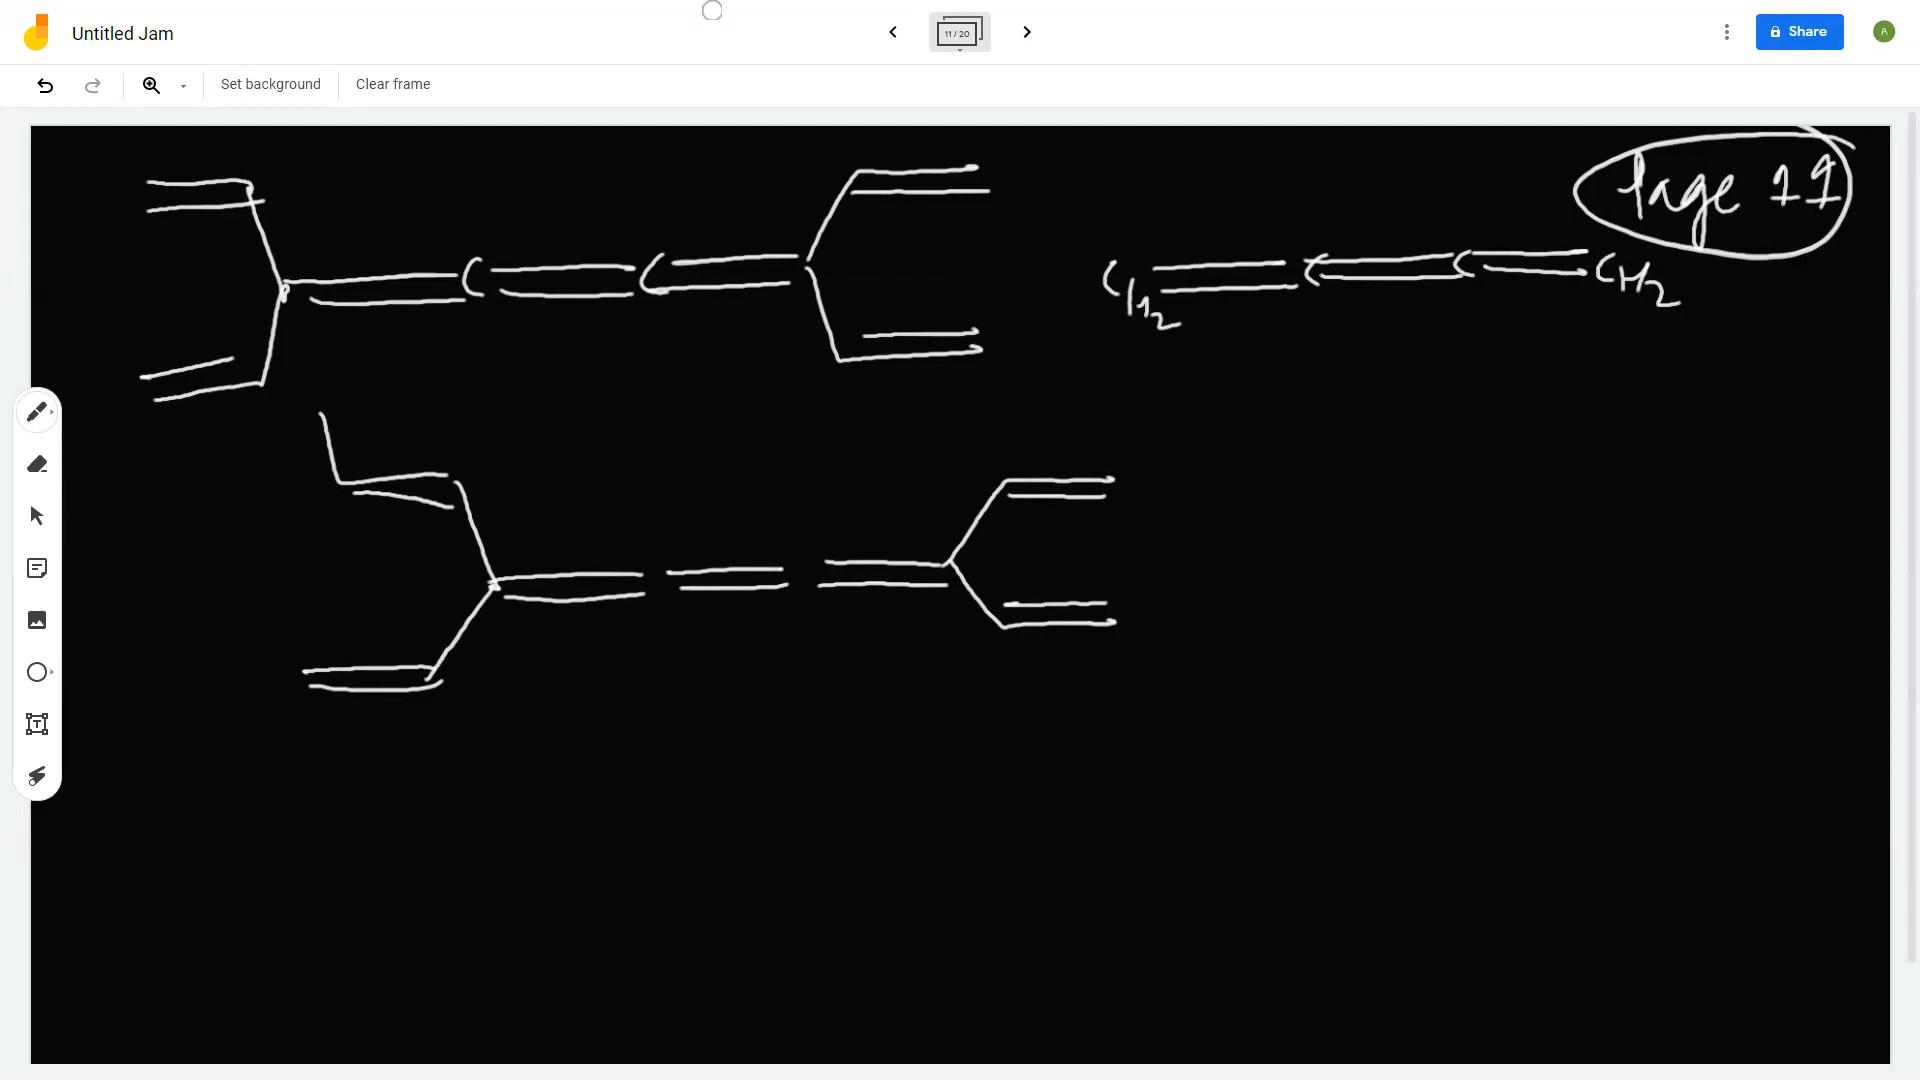 Untitled Jam
11 / 20
Share
A
Set background
Clear frame
Page 11
C C
CH2 C C CH2
T